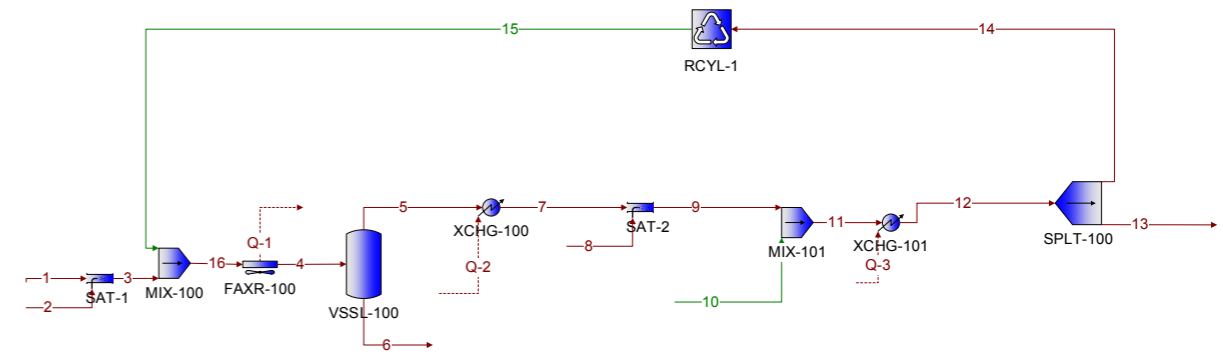 15
14
RCYL-1
5
7
9
11
12
XCHG-100
SAT-2
MIX-101
XCHG-101
SPLT-100
13
Q-1
8
Q-3
1
3
16
4
Q-2
SAT-1
MIX-100
FAXR-100
2
10
VSSL-100
6